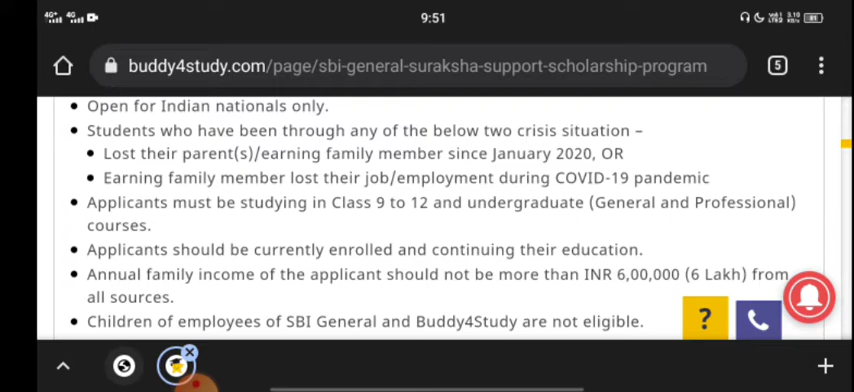 4G+ 4G 9:51 81
buddy4study.com/page/sbi-general-suraksha-support-scholarship-program 5
Open for Indian nationals only.
Students who have been through any of the below two crisis situation –
Lost their parent(s)/earning family member since January 2020, OR
Earning family member lost their job/employment during COVID-19 pandemic
Applicants must be studying in Class 9 to 12 and undergraduate (General and Professional)
courses.
Applicants should be currently enrolled and continuing their education.
Annual family income of the applicant should not be more than INR 6,00,000 (6 Lakh) from
all sources.
Children of employees of SBI General and Buddy4Study are not eligible.
?